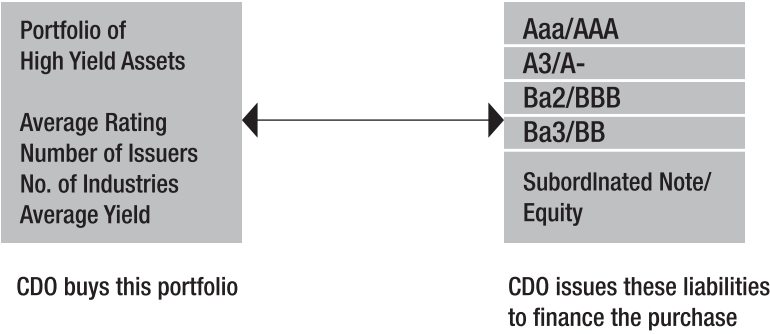 Portfolio of
High Yield Assets
Average Rating
Number of Issuers
No. of Industries
Average Yield
CDO buys this portfolio
Aaa/AAA
A3/A-
Ba2/BBB
Ba3/BB
SubordInated Note/
Equity
CDO issues these liabilities
to finance the purchase